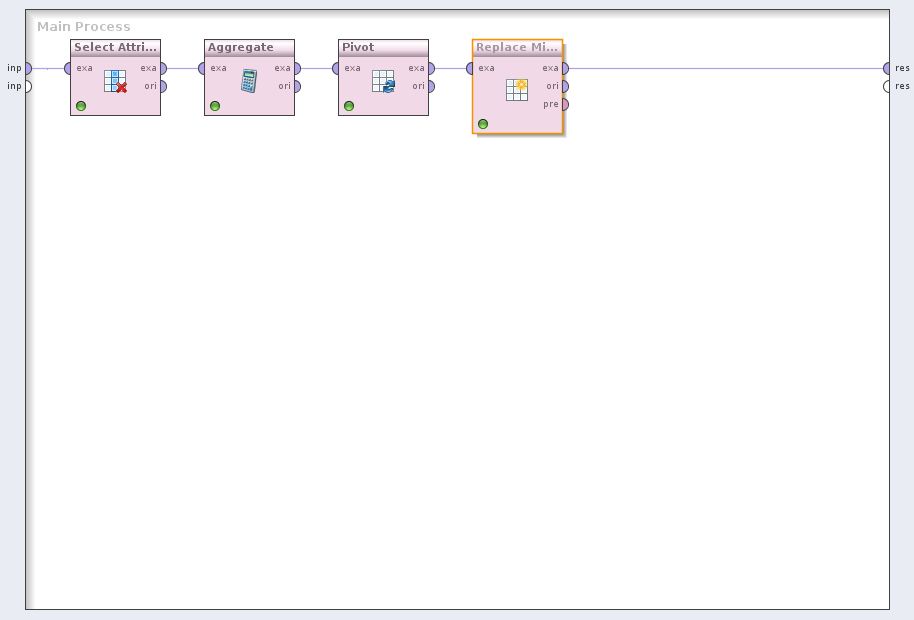 Main Process
Select Attri... Aggregate Pivot Replace Mi...
inp exa exa exa exa exa exa exa exa res
inp ori ori ori ori res
pre